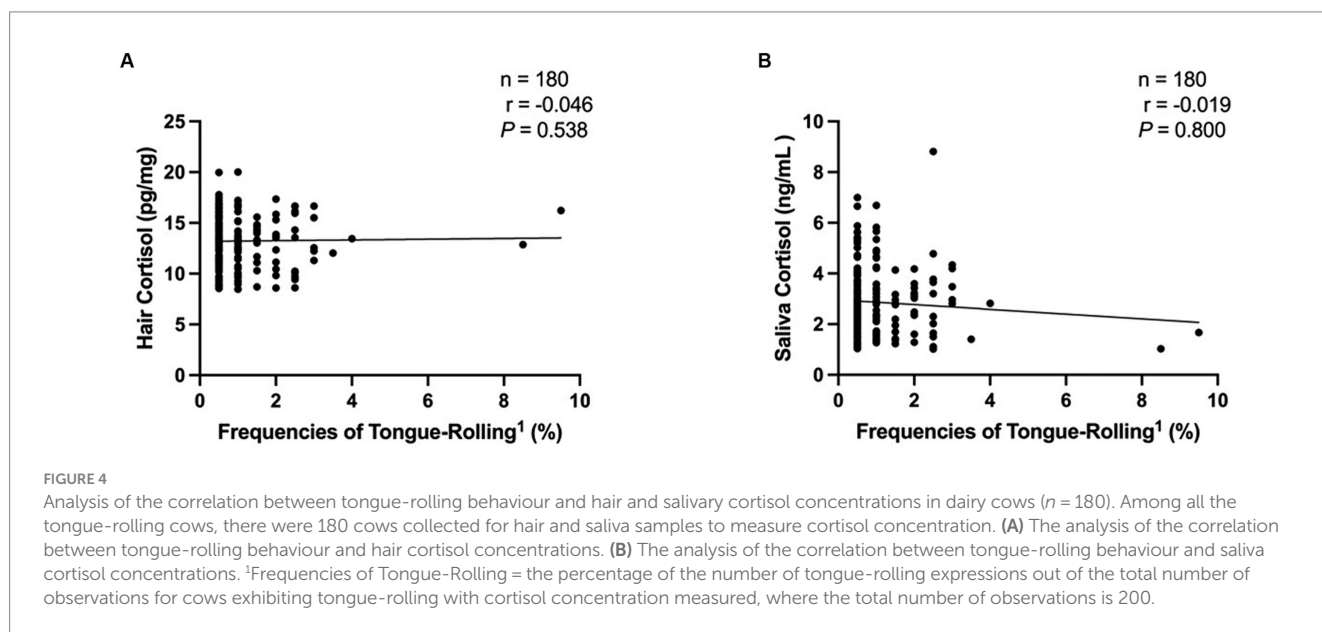 A
n = 180
r = -0.046
P = 0.538
25
20
15
10
5
0
Hair Cortisol (pg/mg)
0 2 4 6 8 10
Frequencies of Tongue-Rolling¹ (%)
B
n = 180
r = -0.019
P = 0.800
10
8
6
4
2
0
Saliva Cortisol (ng/mL)
0 2 4 6 8 10
Frequencies of Tongue-Rolling¹ (%)
FIGURE 4
Analysis of the correlation between tongue-rolling behaviour and hair and salivary cortisol concentrations in dairy cows (n = 180). Among all the
tongue-rolling cows, there were 180 cows collected for hair and saliva samples to measure cortisol concentration. (A) The analysis of the correlation
between tongue-rolling behaviour and hair cortisol concentrations. (B) The analysis of the correlation between tongue-rolling behaviour and saliva
cortisol concentrations. ¹Frequencies of Tongue-Rolling = the percentage of the number of tongue-rolling expressions out of the total number of
observations for cows exhibiting tongue-rolling with cortisol concentration measured, where the total number of observations is 200.